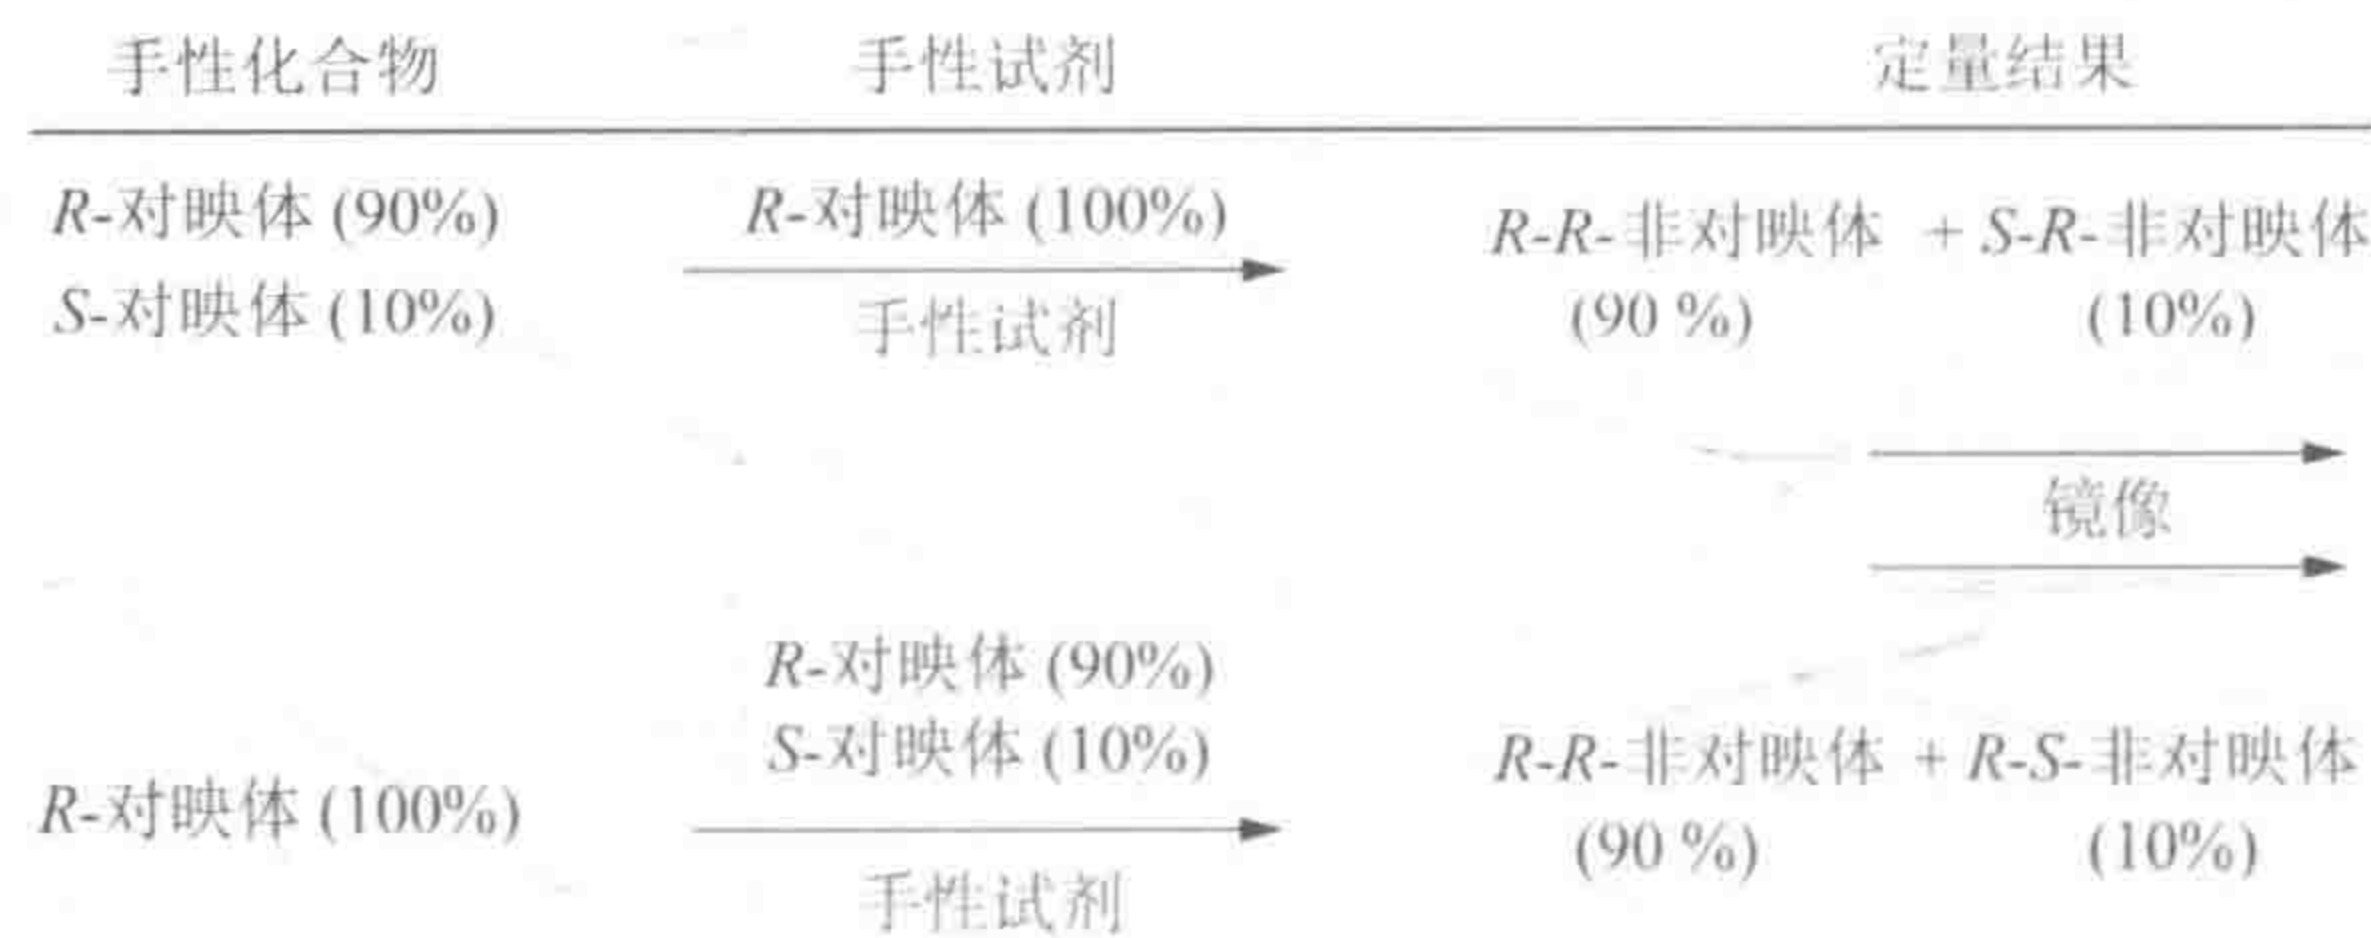 手性化合物 手性试剂 定量结果
R-对映体 (90%) R-对映体 (100%) R-R-非对映体 + S-R-非对映体
S-对映体 (10%) 手性试剂 (90 %) (10%)
镜像
R-对映体 (90%)
S-对映体 (10%) R-R-非对映体 + R-S-非对映体
R-对映体 (100%) (90 %) (10%)
手性试剂